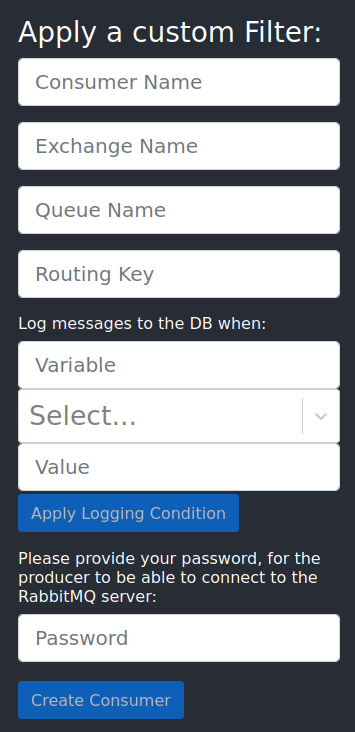 Apply a custom Filter:
Consumer Name
Exchange Name
Queue Name
Routing Key
Log messages to the DB when:
Variable
Select...
Value
Apply Logging Condition
Please provide your password, for the
producer to be able to connect to the
RabbitMQ server:
Password
Create Consumer